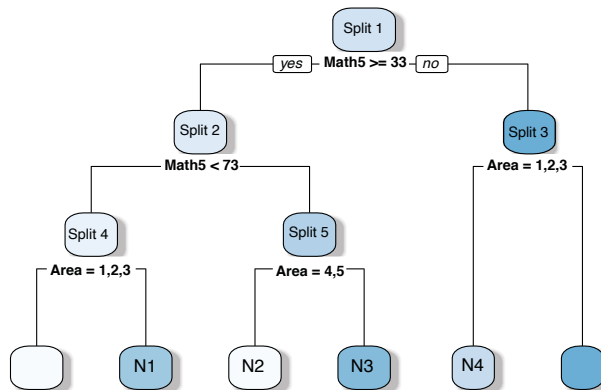 Split 1
yes Math5 >= 33 no
Split 2
Split 3
Math5 < 73
Area = 1,2,3
Split 4
Split 5
Area = 1,2,3
Area = 4,5
N1
N2
N3
N4